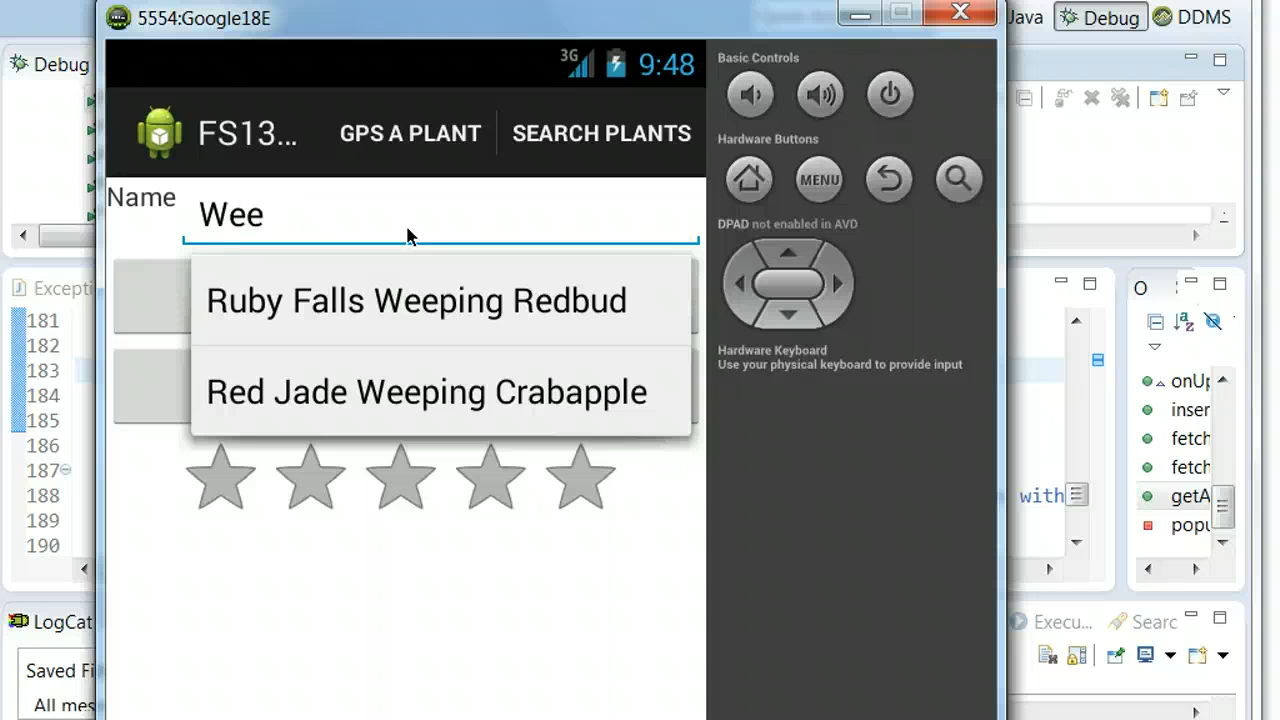 5554:Google18E
Java
Debug
DDMS
Debug
3G
9:48
FS13...
GPS A PLANT
SEARCH PLANTS
Name
Wee
Ruby Falls Weeping Redbud
Red Jade Weeping Crabapple
Basic Controls
Hardware Buttons
MENU
DPAD not enabled in AVD
Hardware Keyboard
Use your physical keyboard to provide input
Excepti
181
182
183
184
185
186
187
188
189
190
with
O
onUp
inser
fetch
fetch
getA
popu
LogCat
Saved Fi
All mes
Execu...
Searc